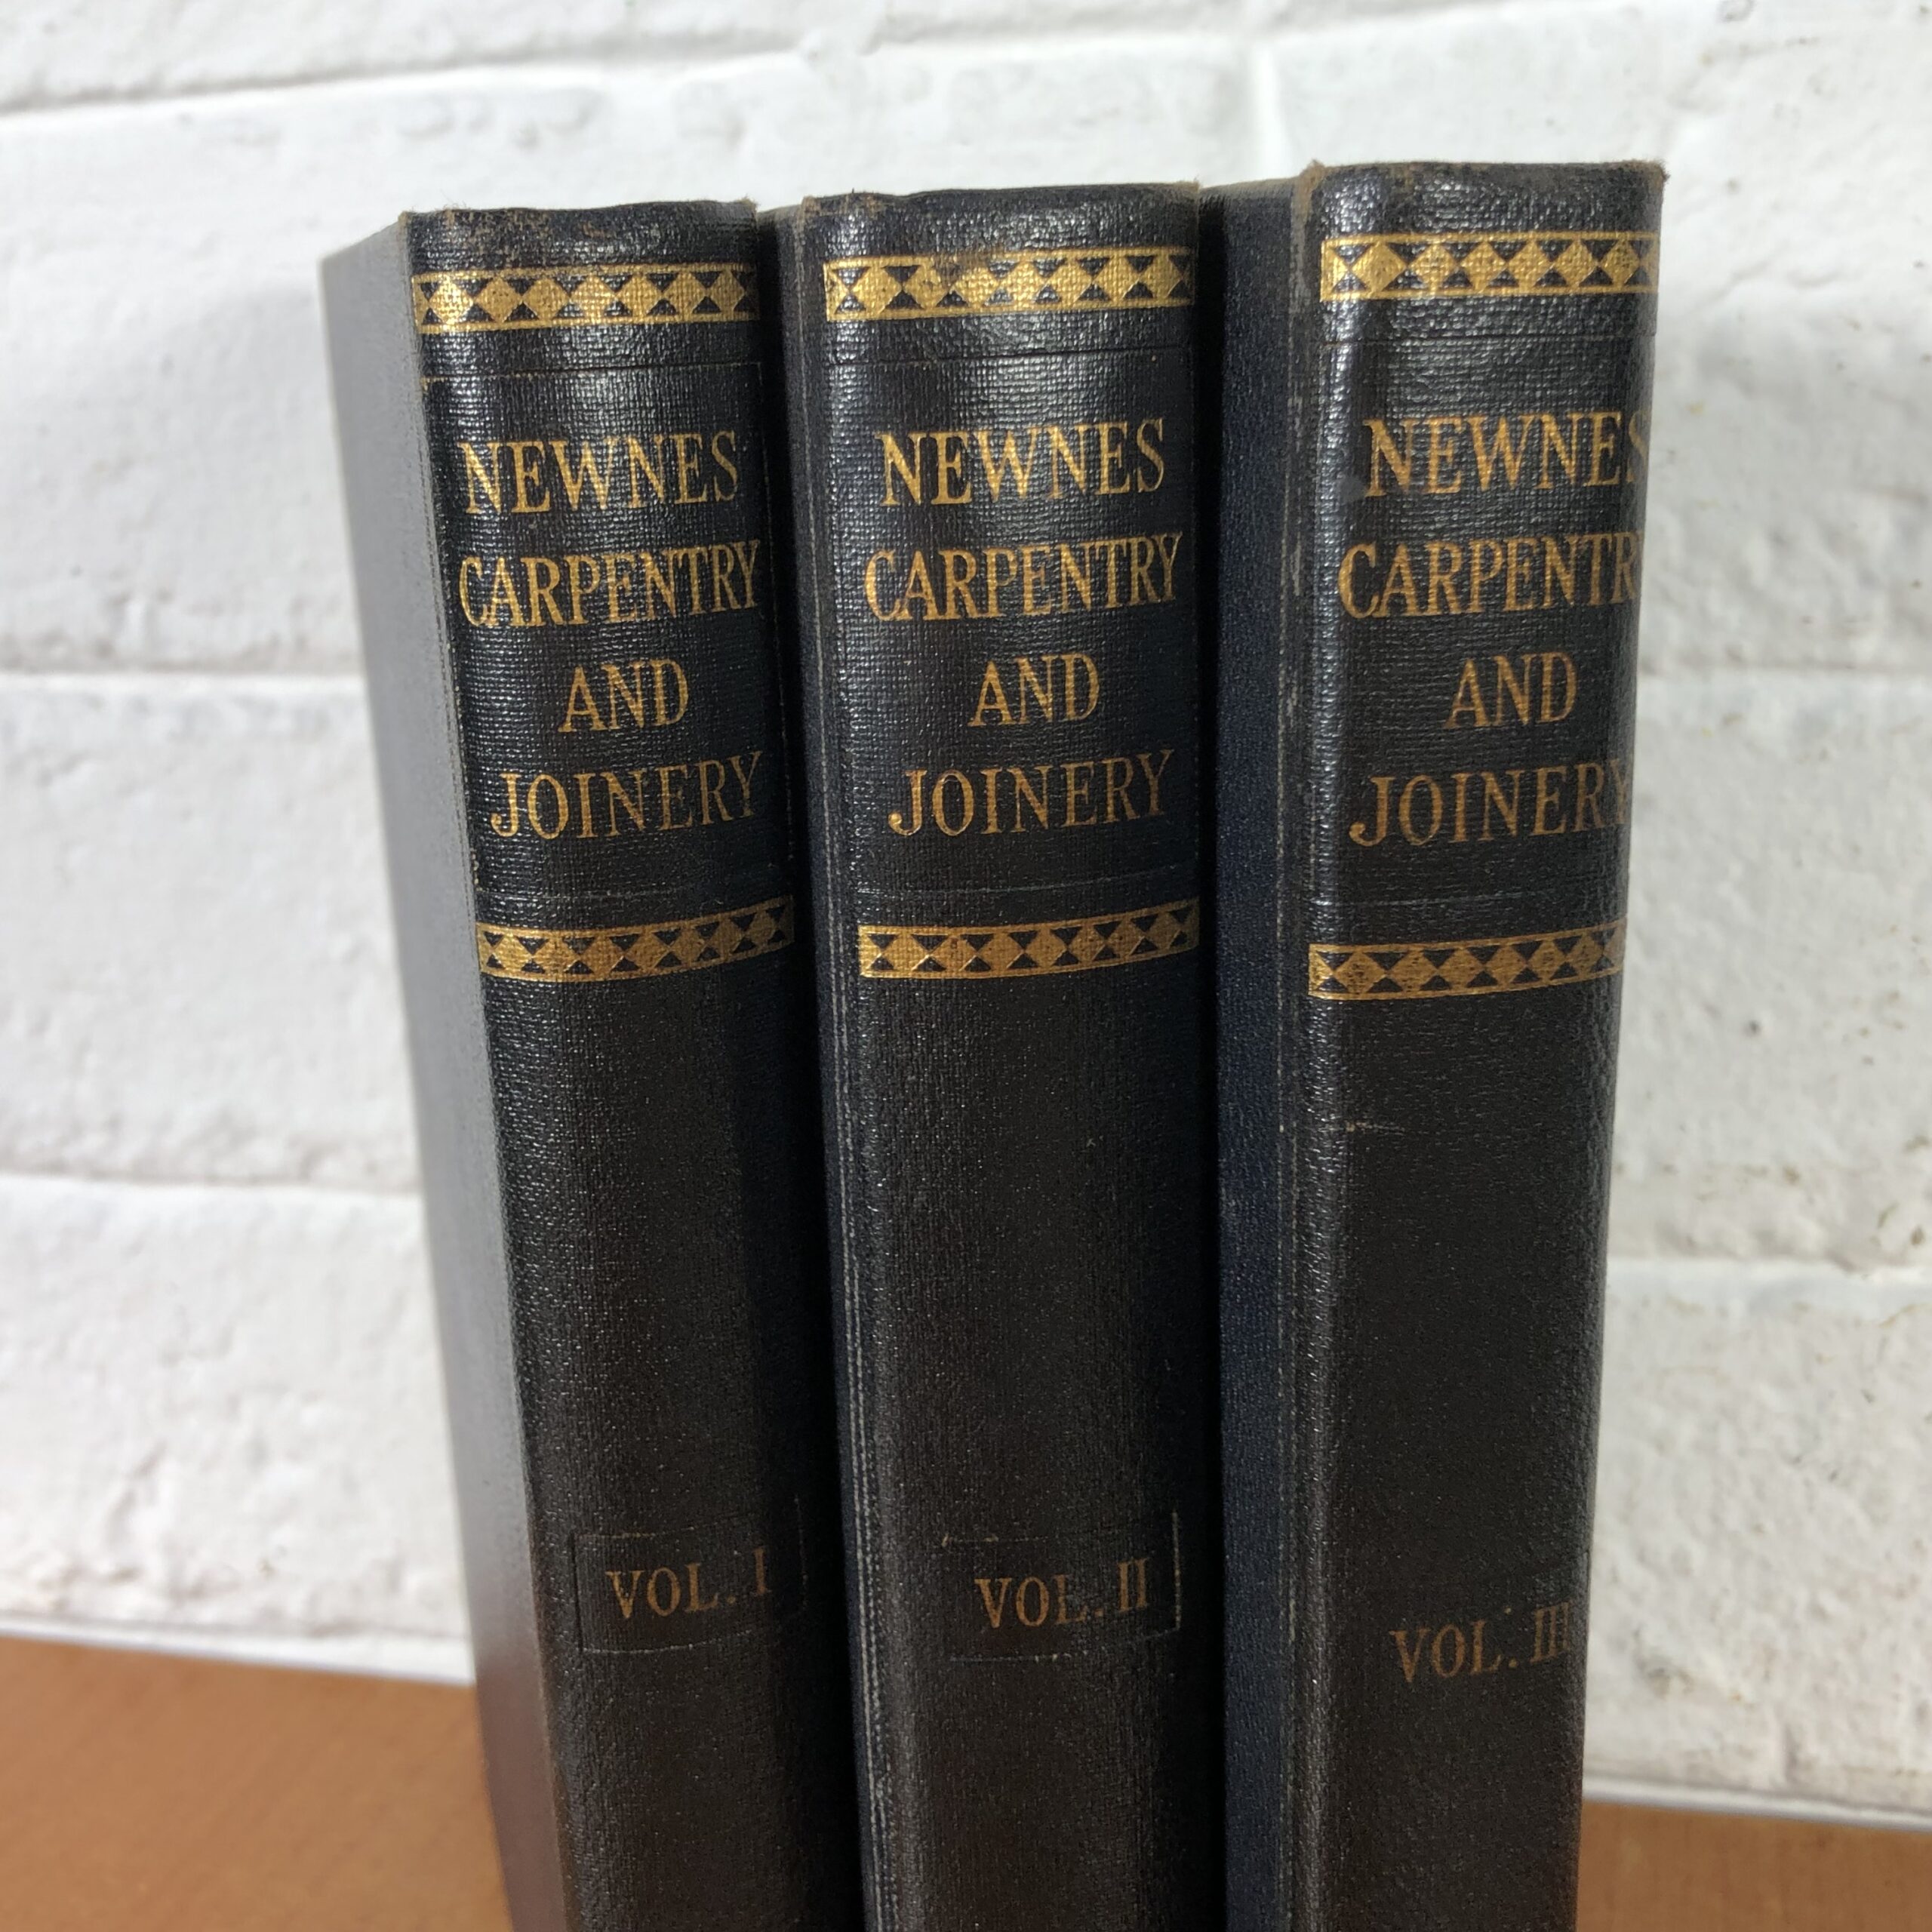 NEWNES
CARPENTRY
AND
JOINERY
VOL. I
NEWNES
CARPENTRY
AND
JOINERY
VOL. II
NEWNES
CARPENTRY
AND
JOINERY
VOL. III